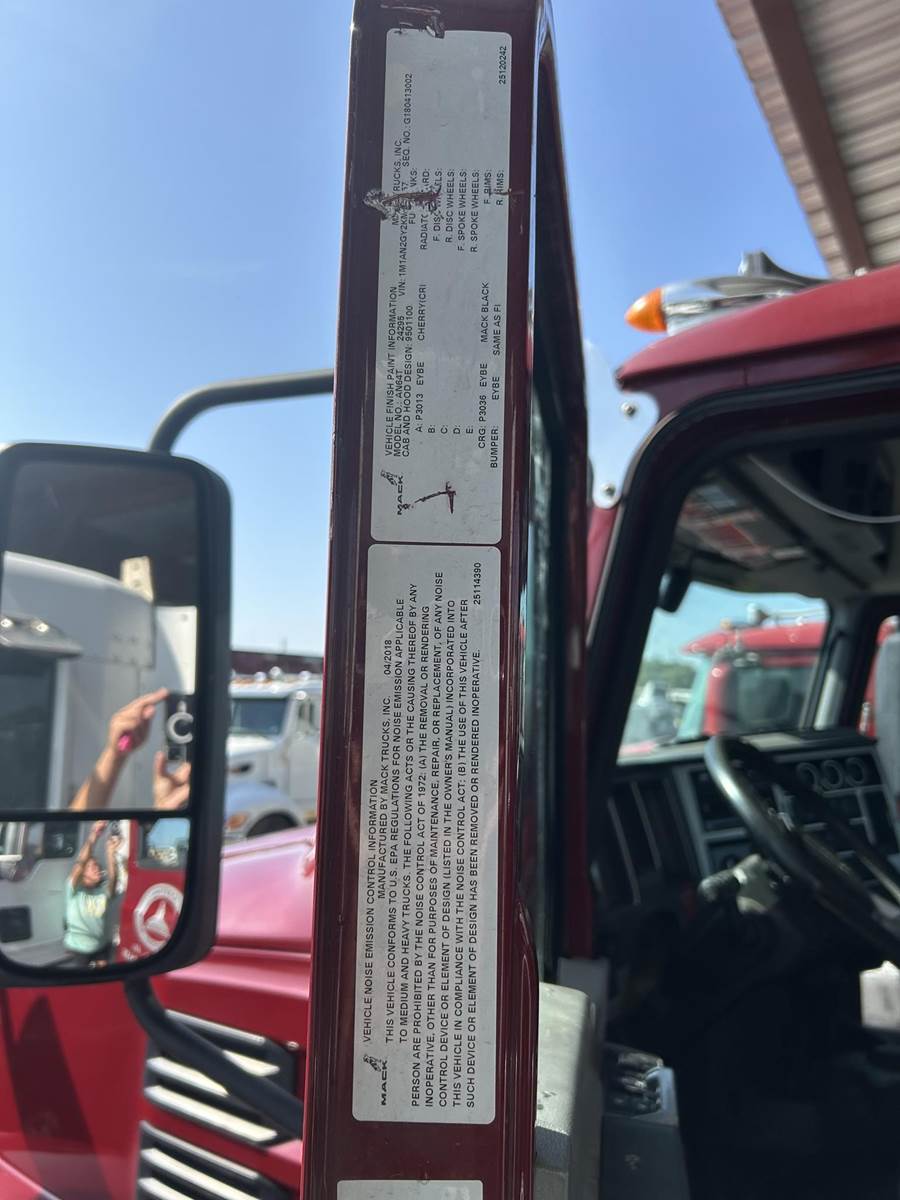 MACK
VEHICLE FINISH PAINT INFORMATION
MODEL NO.: AN64T 24295
CAB AND HOOD DESIGN: 9501100
A: P3013 EYBE CHERRY(CRI
B:
C:
D:
E:
CRG: P3036 EYBE MACK BLACK
BUMPER: EYBE SAME AS FI
TRUCKS, INC.
VIN: SEQ. NO.: G180413002
F. DISC
R. DISC WHEELS:
F. SPOKE WHEELS:
R. SPOKE WHEELS:
F. RIMS:
R. RIMS:
25120242
MACK
VEHICLE NOISE EMISSION CONTROL INFORMATION
MANUFACTURED BY MACK TRUCKS, INC. 04/2018
THIS VEHICLE CONFORMS TO U.S. EPA REGULATIONS FOR NOISE EMISSION APPLICABLE
TO MEDIUM AND HEAVY TRUCKS. THE FOLLOWING ACTS OR THE CAUSING THEREOF BY ANY
PERSON ARE PROHIBITED BY THE NOISE CONTROL ACT OF 1972: (A) THE REMOVAL OR RENDERING
INOPERATIVE, OTHER THAN FOR PURPOSES OF MAINTENANCE, REPAIR, OR REPLACEMENT, OF ANY NOISE
CONTROL DEVICE OR ELEMENT OF DESIGN (LISTED IN THE OWNER'S MANUAL) INCORPORATED INTO
THIS VEHICLE IN COMPLIANCE WITH THE NOISE CONTROL ACT; (B) THE USE OF THIS VEHICLE AFTER
SUCH DEVICE OR ELEMENT OF DESIGN HAS BEEN REMOVED OR RENDERED INOPERATIVE.
25114390